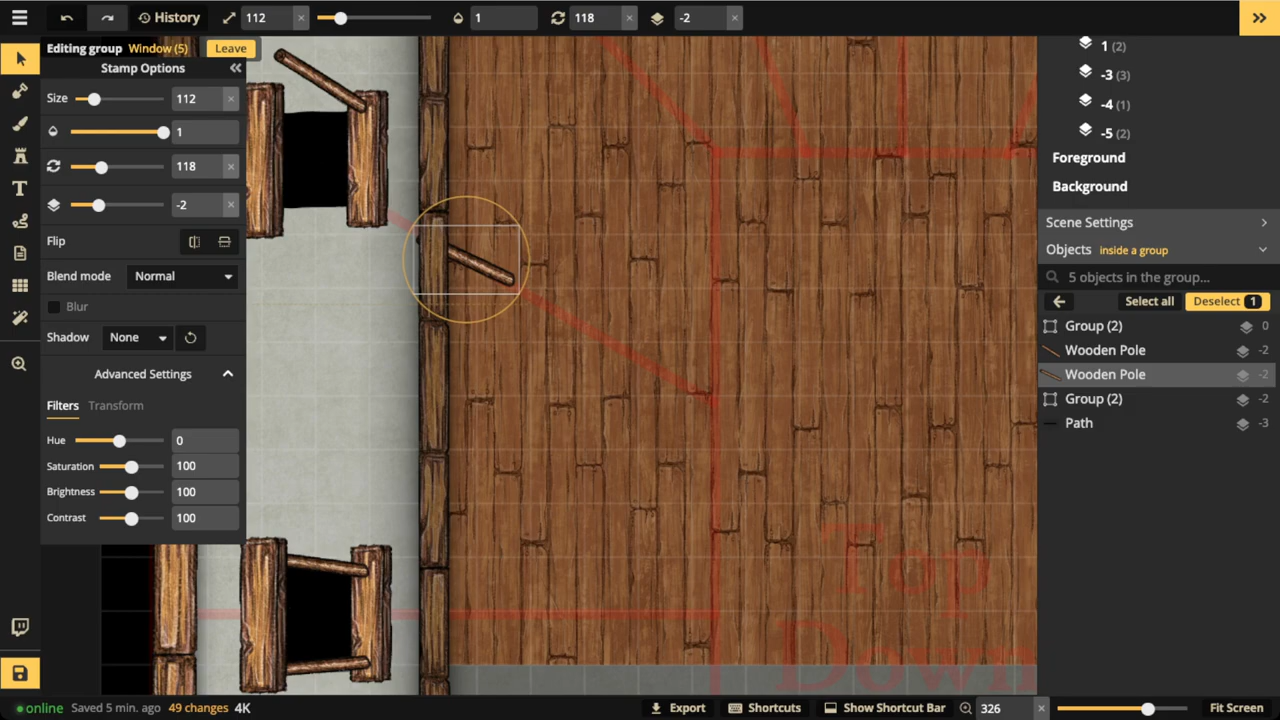 History
112 ×
1
118 ×
-2 ×
Editing group Window (5) Leave
Stamp Options
Size 112 ×
1
118 ×
-2 ×
Flip
Blend mode Normal
Blur
Shadow None
Advanced Settings
Filters Transform
Hue 0
Saturation 100
Brightness 100
Contrast 100
1 (2)
-3 (3)
-4 (1)
-5 (2)
Foreground
Background
Scene Settings
Objects inside a group
5 objects in the group...
Select all Deselect 1
Group (2) 0
Wooden Pole -2
Wooden Pole -2
Group (2) -2
Path -3
Top
Down
online Saved 5 min. ago 49 changes 4K
Export Shortcuts Show Shortcut Bar 326 × Fit Screen